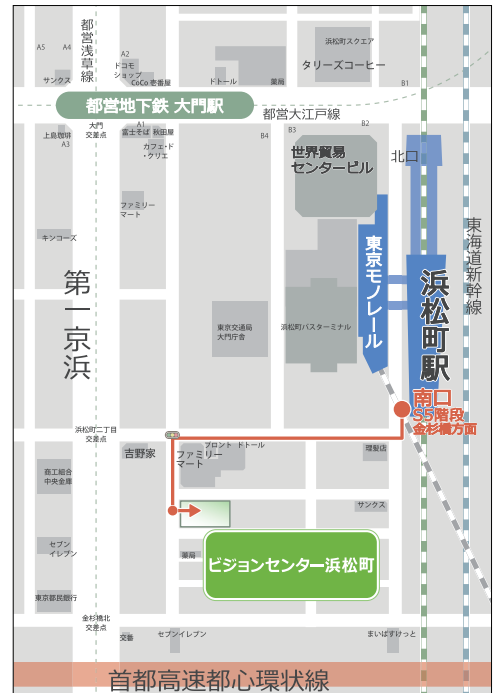 都営浅草線
A5
A4
A2
ドコモ
ショップ
サンクス
CoCo壱番屋
ドトール
薬局
浜松町スクエア
タリーズコーヒー
B1
都営地下鉄 大門駅
都営大江戸線
B2
大門
交差点
上島珈琲
A3
A1
富士そば
秋田屋
カフェ・ド
・クリエ
B4
B3
世界貿易
センタービル
北口
ファミリー
マート
キンコーズ
東海道新幹線
東京モノレール
浜松町駅
第一京浜
東京交通局
大門庁舎
浜松町バスターミナル
南口
S5階段
金杉橋方面
浜松町二丁目
交差点
吉野家
ファミリー
マート
フロント
ドトール
理髪店
商工組合
中央金庫
サンクス
セブン
イレブン
薬局
ビジョンセンター浜松町
東京都民銀行
金杉橋北
交差点
交番
セブンイレブン
まいばすけっと
首都高速都心環状線